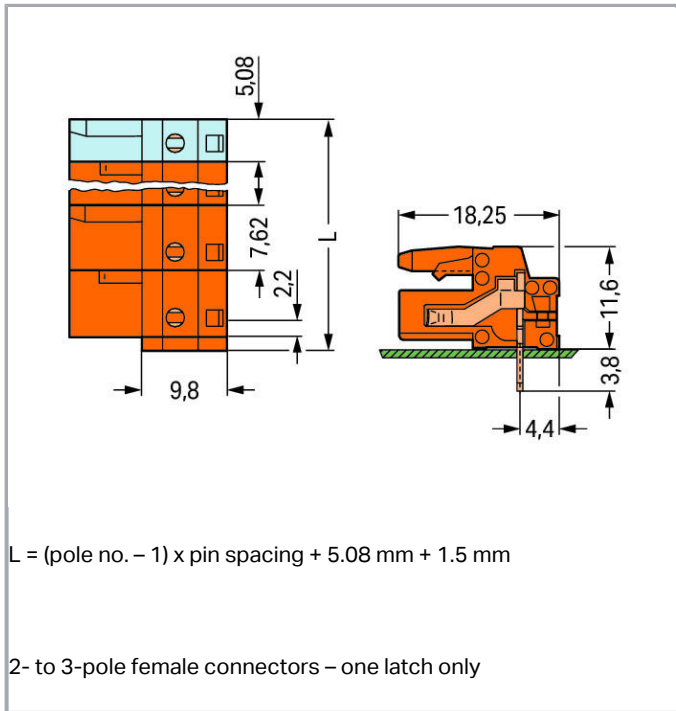 5,08
18,25
7,62
L
11,6
2,2
3,8
9,8
4,4
L = (pole no. – 1) x pin spacing + 5.08 mm + 1.5 mm
2- to 3-pole female connectors – one latch only